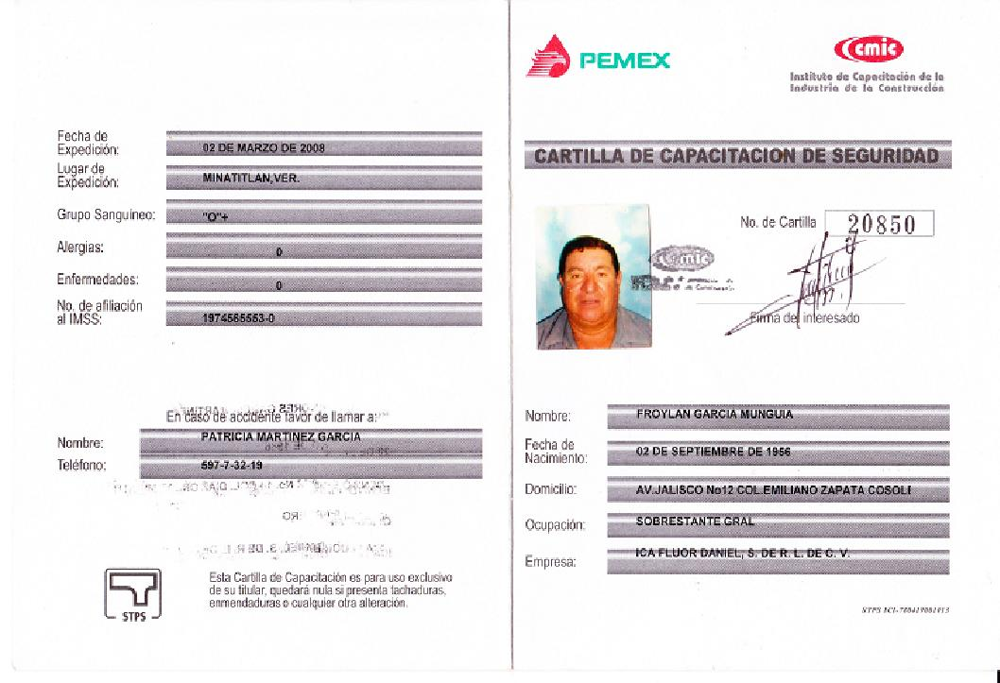 Fecha de
Expedición: 02 DE MARZO DE 2008
Lugar de
Expedición: MINATITLAN,VER.
Grupo Sanguíneo: "O"+
Alergias: 0
Enfermedades: 0
No. de afiliación
al IMSS: 1974565553-0
En caso de accidente favor de llamar a:
Nombre: PATRICIA MARTINEZ GARCIA
Teléfono: 597-7-32-19
STPS
Esta Cartilla de Capacitación es para uso exclusivo
de su titular, quedará nula si presenta tachaduras,
enmendaduras o cualquier otra alteración.
PEMEX
cmic
Instituto de Capacitación de la
Industria de la Construcción
CARTILLA DE CAPACITACION DE SEGURIDAD
No. de Cartilla 20850
cmic
Firma del interesado
Nombre: FROYLAN GARCIA MUNGUIA
Fecha de
Nacimiento: 02 DE SEPTIEMBRE DE 1956
Domicilio: AV.JALISCO No12 COL.EMILIANO ZAPATA COSOLE
Ocupación: SOBRESTANTE GRAL
Empresa: ICA FLUOR DANIEL, S. DE R. L. DE C. V.